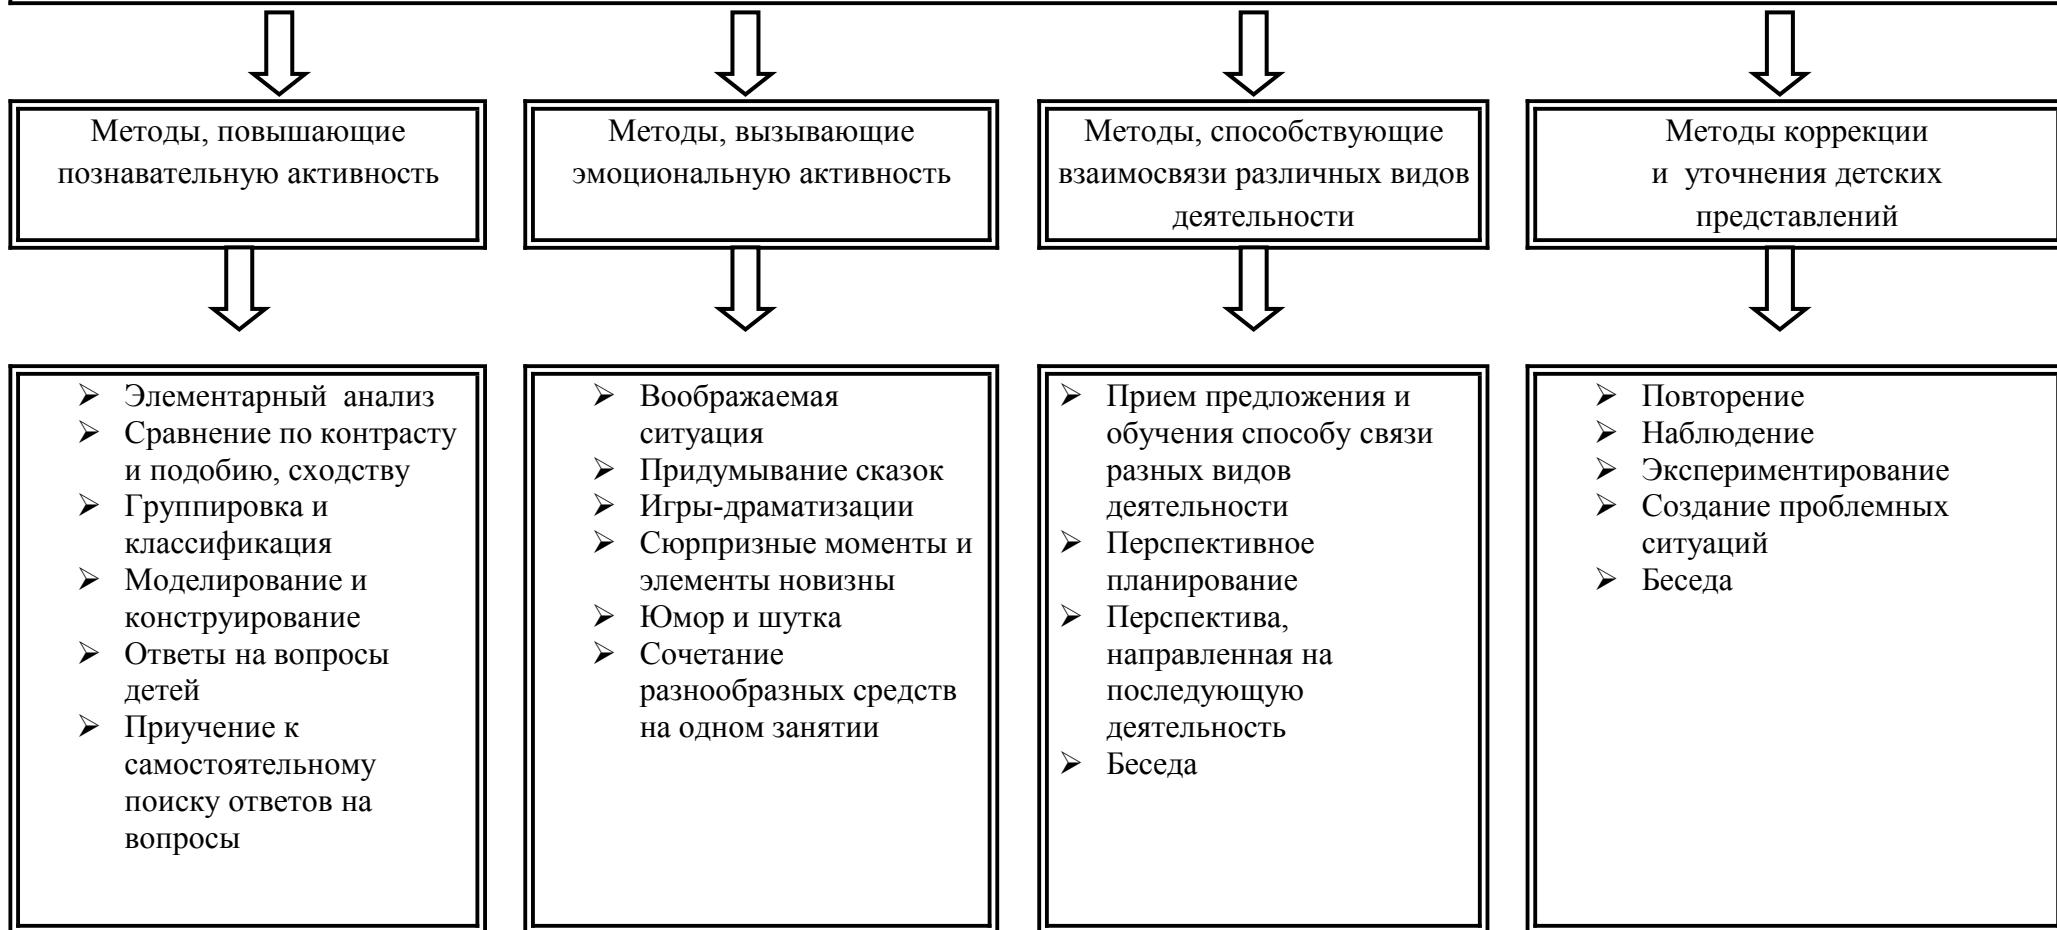 Методы, повышающие
познавательную активность
Методы, вызывающие
эмоциональную активность
Методы, способствующие
взаимосвязи различных видов
деятельности
Методы коррекции
и уточнения детских
представлений
➢ Элементарный анализ
➢ Сравнение по контрасту
и подобию, сходству
➢ Группировка и
классификация
➢ Моделирование и
конструирование
➢ Ответы на вопросы
детей
➢ Приучение к
самостоятельному
поиску ответов на
вопросы
➢ Воображаемая
ситуация
➢ Придумывание сказок
➢ Игры-драматизации
➢ Сюрпризные моменты и
элементы новизны
➢ Юмор и шутка
➢ Сочетание
разнообразных средств
на одном занятии
➢ Прием предложения и
обучения способу связи
разных видов
деятельности
➢ Перспективное
планирование
➢ Перспектива,
направленная на
последующую
деятельность
➢ Беседа
➢ Повторение
➢ Наблюдение
➢ Экспериментирование
➢ Создание проблемных
ситуаций
➢ Беседа